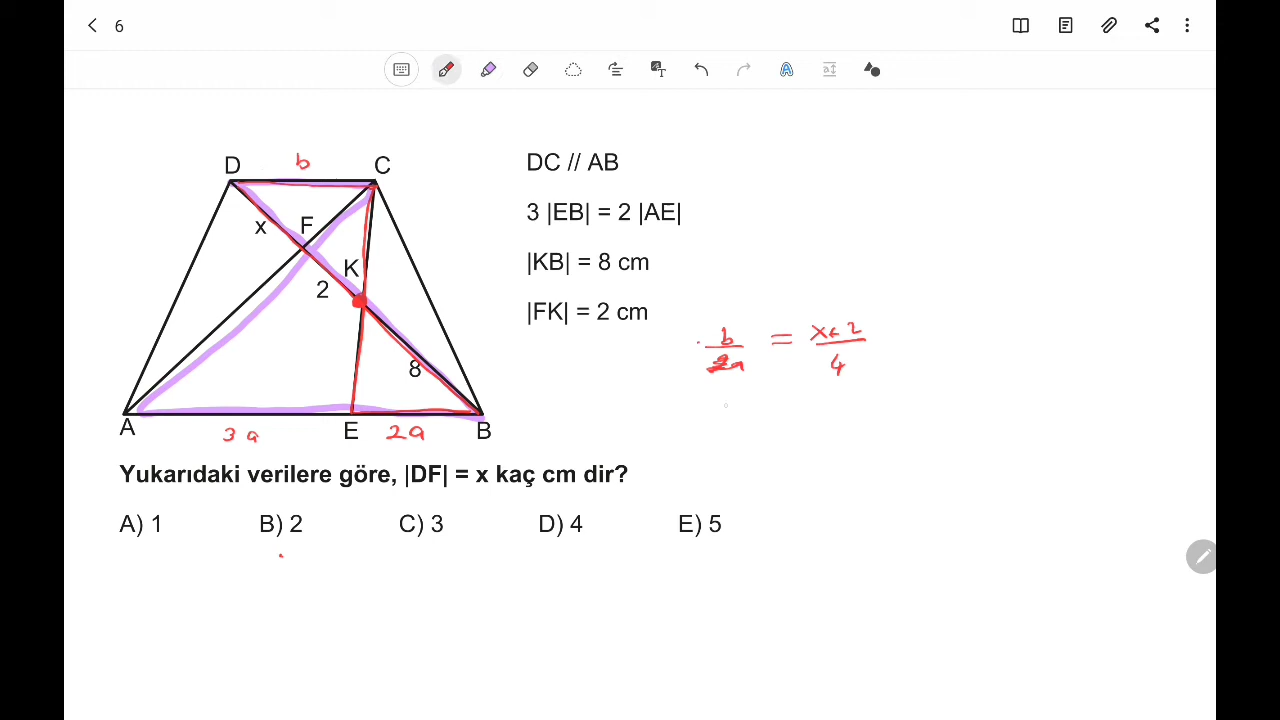 6
b
D C
x F
K
2
8
A E B
3a 2a
DC // AB
3 |EB| = 2 |AE|
|KB| = 8 cm
|FK| = 2 cm
b/a = x+2/4
Yukarıdaki verilere göre, |DF| = x kaç cm dir?
A) 1 B) 2 C) 3 D) 4 E) 5